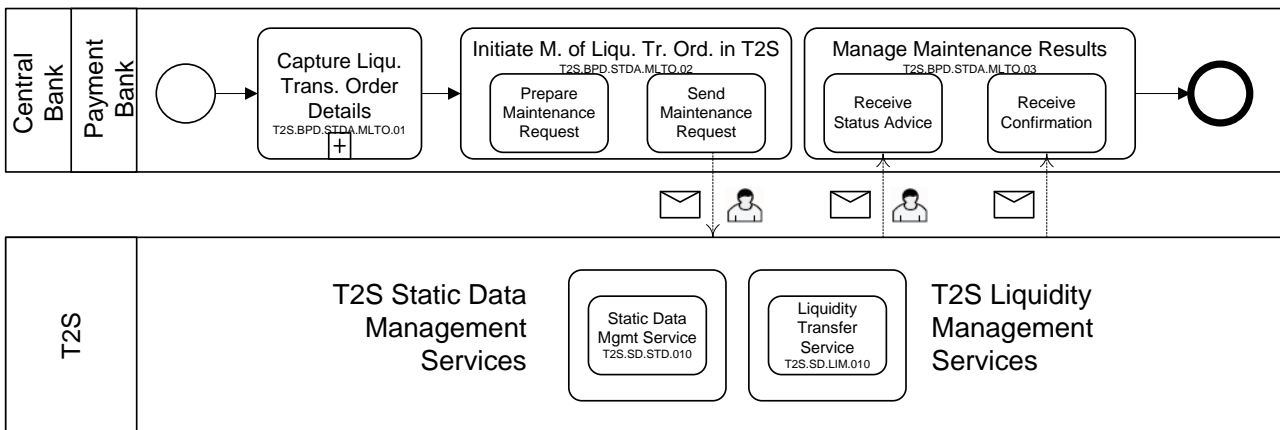 Central
Bank
Payment
Bank
Capture Liqu.
Trans. Order
Details
T2S.BPD.STDA.MLTO.01
Initiate M. of Liqu. Tr. Ord. in T2S
T2S.BPD.STDA.MLTO.02
Prepare
Maintenance
Request
Send
Maintenance
Request
Manage Maintenance Results
T2S.BPD.STDA.MLTO.03
Receive
Status Advice
Receive
Confirmation
T2S
T2S Static Data
Management
Services
Static Data
Mgmt Service
T2S.SD.STD.010
Liquidity
Transfer
Service
T2S.SD.LIM.010
T2S Liquidity
Management
Services